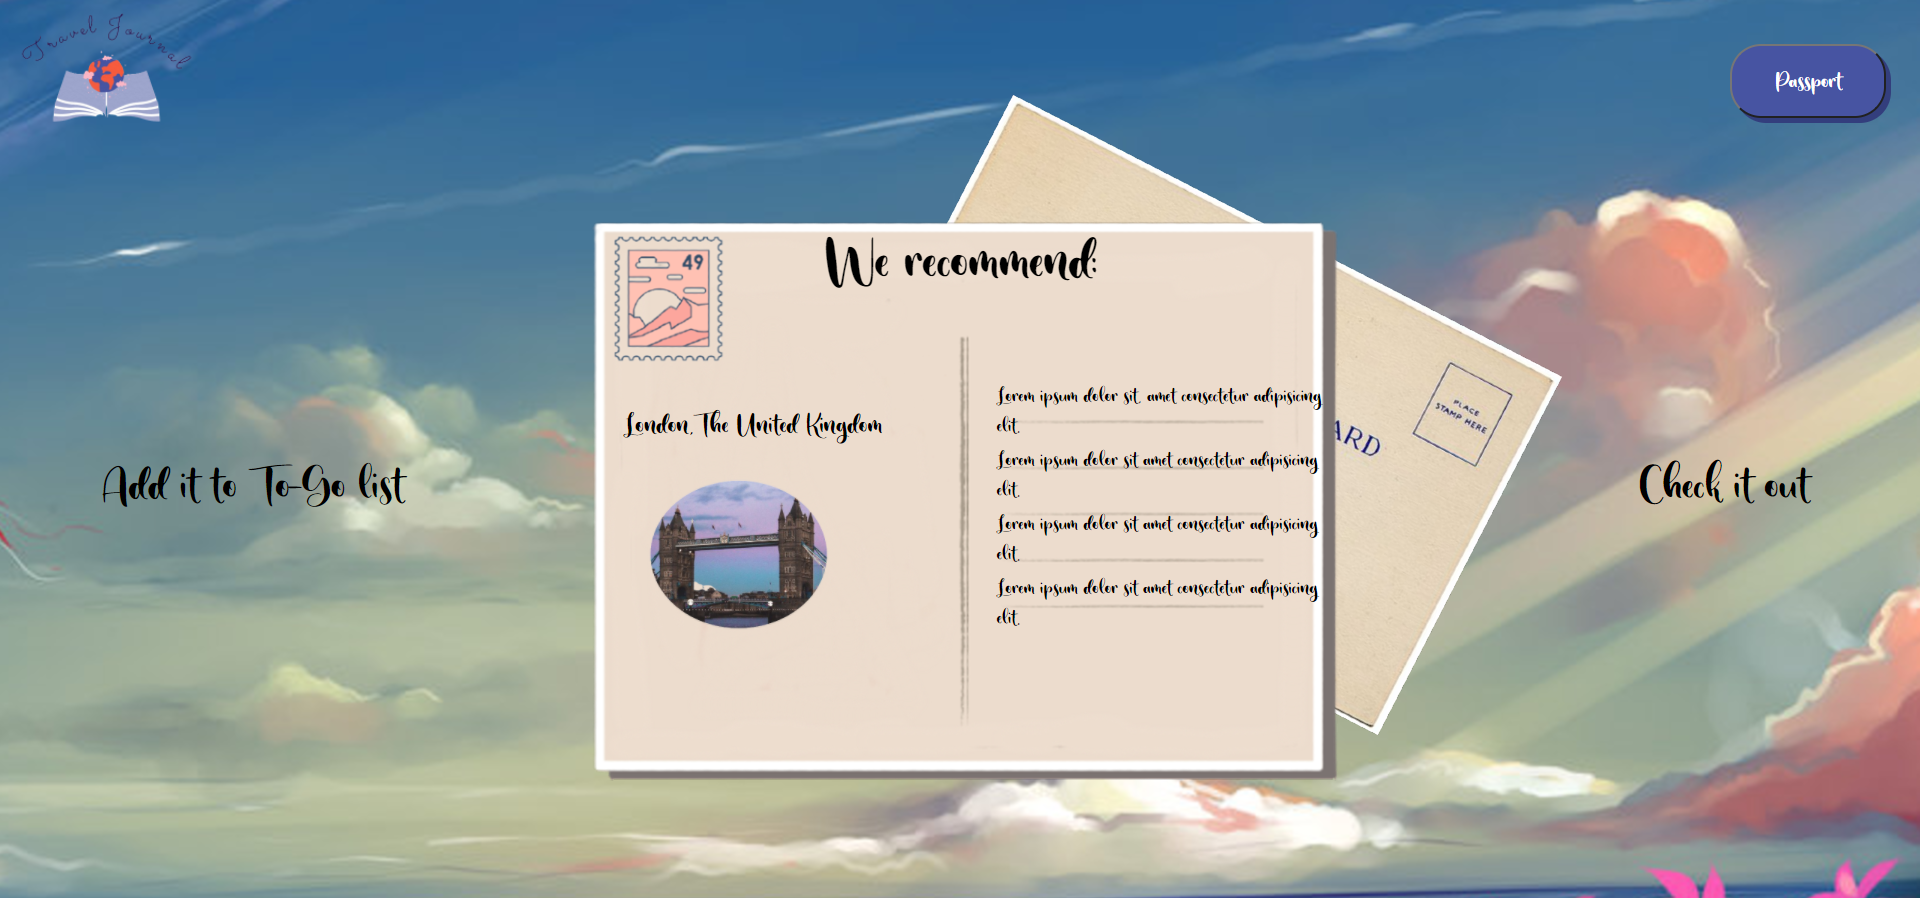 Travel Journal
Passport
We recommend:
49
London, The United Kingdom
Lorem ipsum dolor sit amet consectetur adipisicing
elit.
Lorem ipsum dolor sit amet consectetur adipisicing
elit.
Lorem ipsum dolor sit amet consectetur adipisicing
elit.
Lorem ipsum dolor sit amet consectetur adipisicing
elit.
PLACE
STAMP HERE
ARD
Add it to To-Go list
Check it out